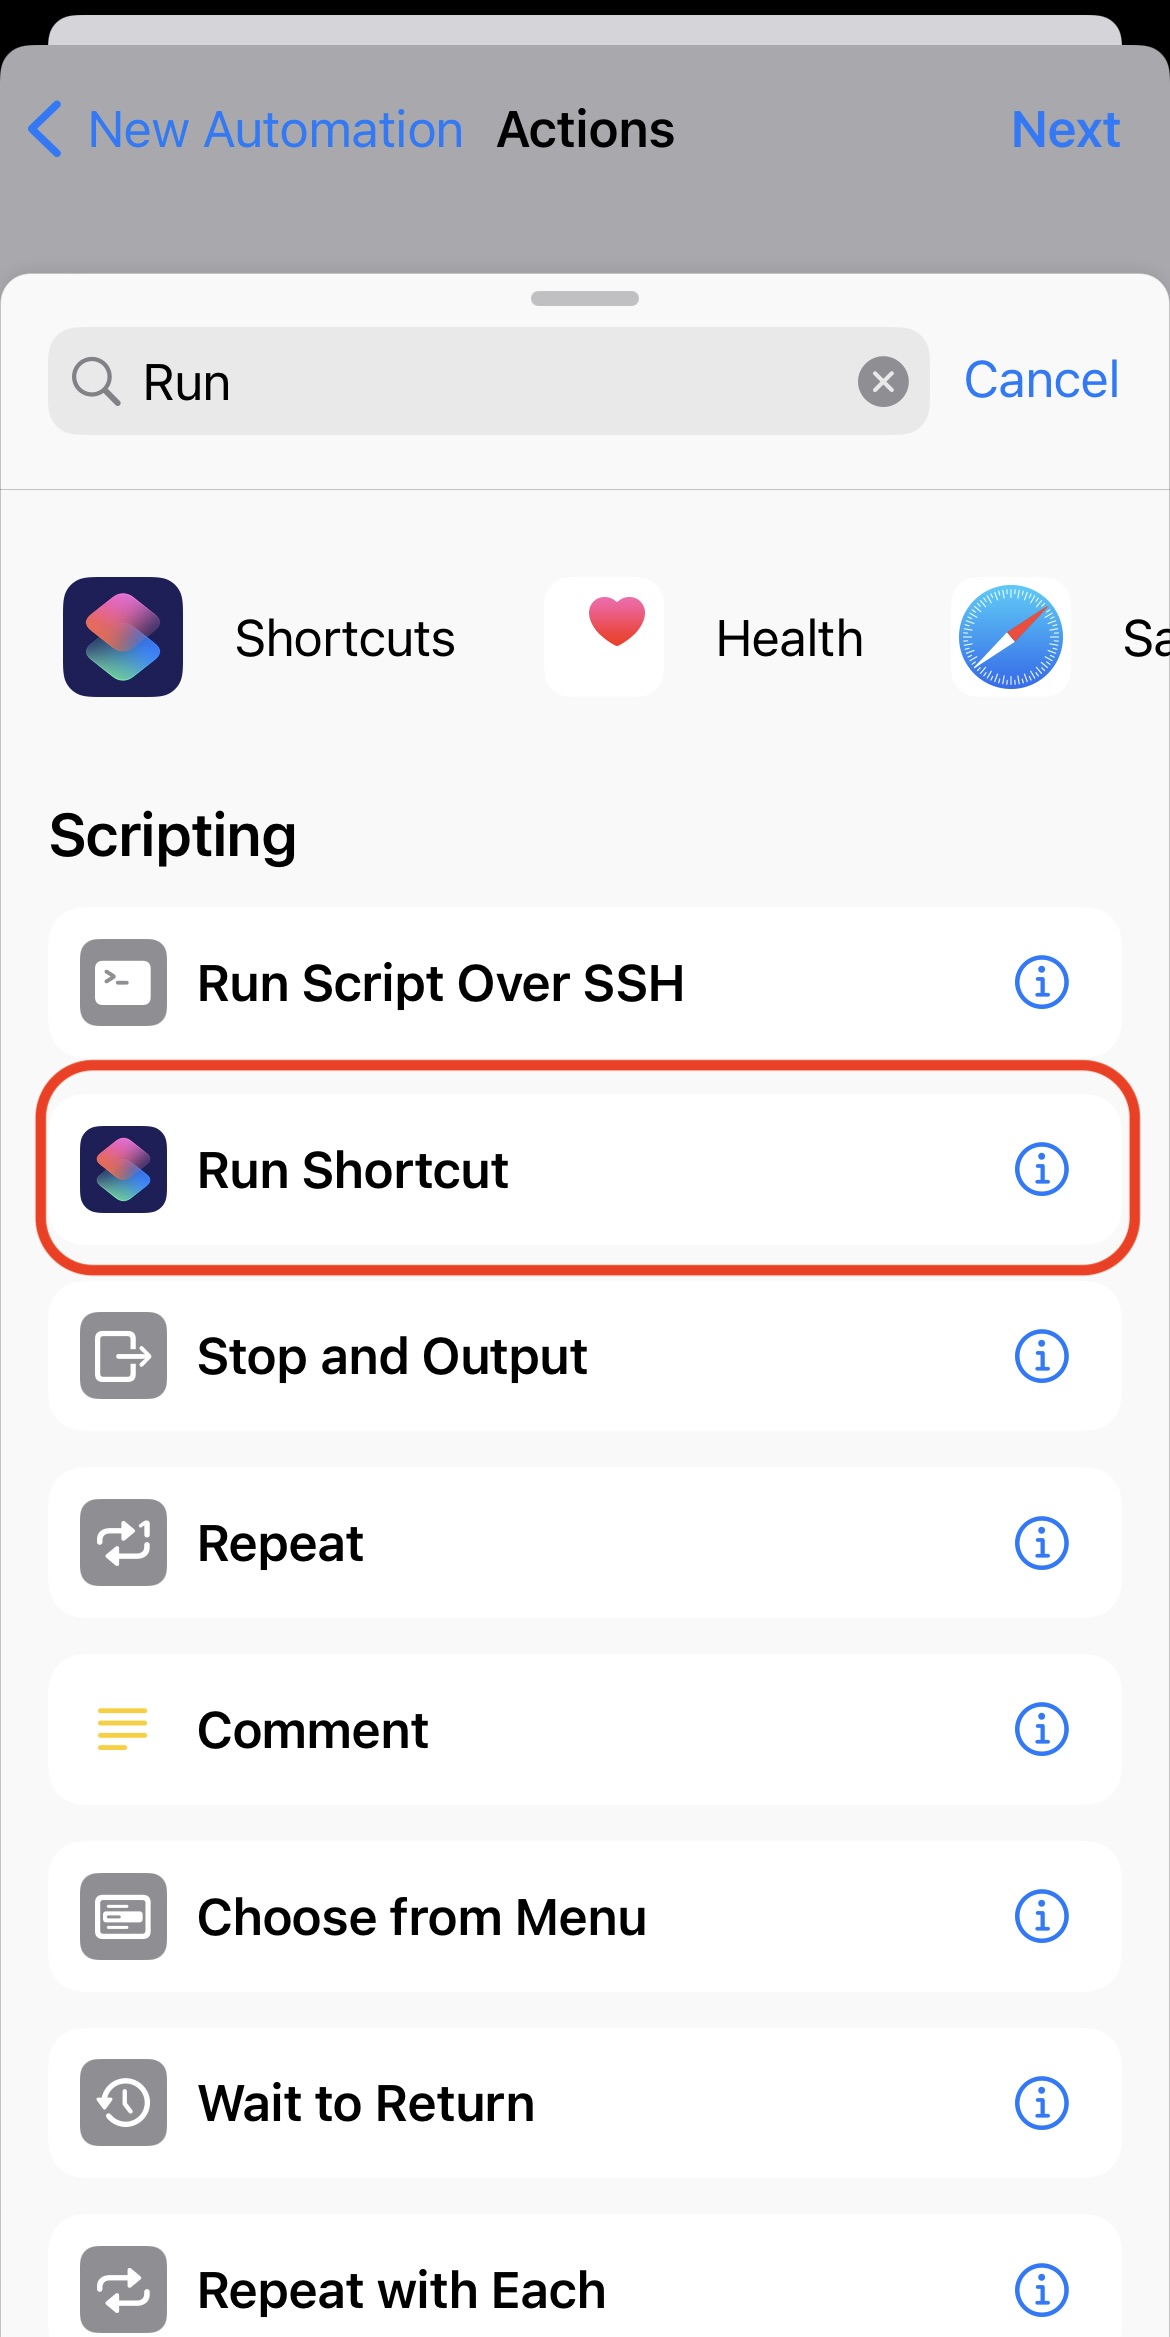 New Automation Actions Next
Run Cancel
Shortcuts Health Sa
Scripting
Run Script Over SSH
Run Shortcut
Stop and Output
Repeat
Comment
Choose from Menu
Wait to Return
Repeat with Each